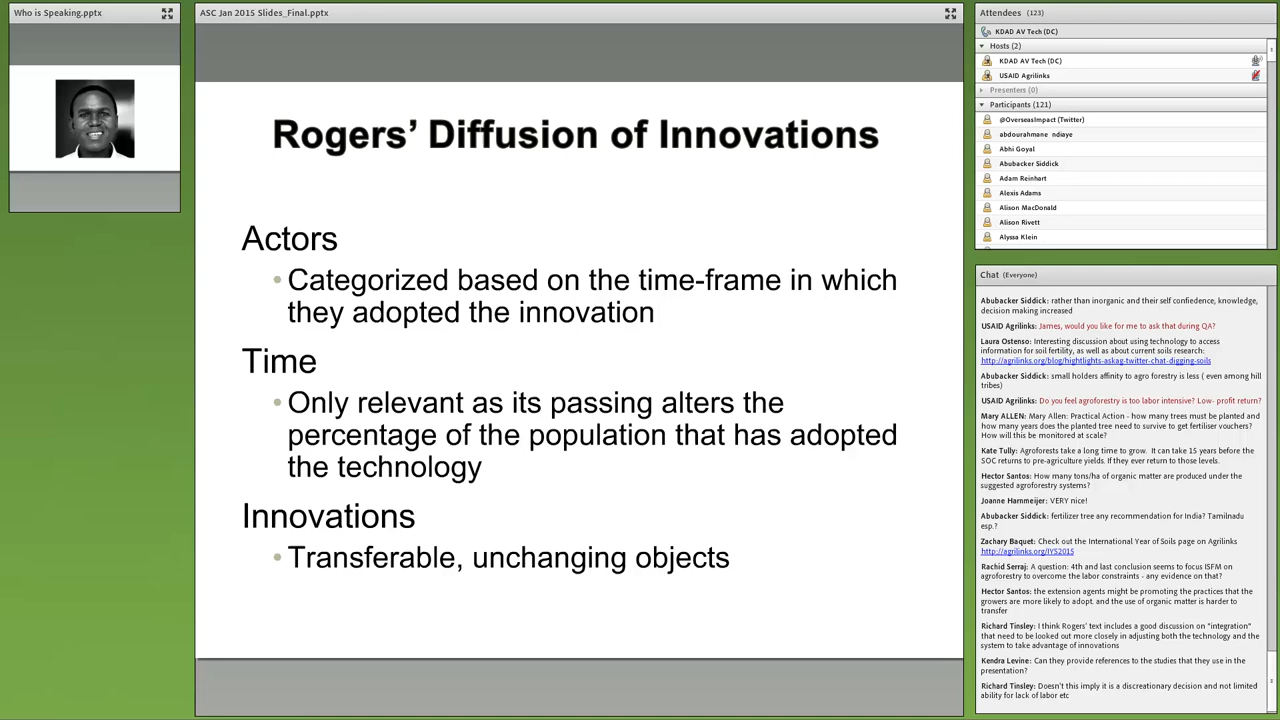 Who is Speaking.pptx
ASC Jan 2015 Slides_Final.pptx
Rogers’ Diffusion of Innovations
Actors
• Categorized based on the time-frame in which
they adopted the innovation
Time
• Only relevant as its passing alters the
percentage of the population that has adopted
the technology
Innovations
• Transferable, unchanging objects
Attendees (123)
KDAD AV Tech (DC)
Hosts (2)
KDAD AV Tech (DC)
USAID Agrilinks
Presenters (0)
Participants (121)
@OverseasImpact (Twitter)
abdourahmane ndiaye
Abhi Goyal
Abubacker Siddick
Adam Reinhart
Alexis Adams
Alison MacDonald
Alison Rivett
Alyssa Klein
Chat (Everyone)
Abubacker Siddick: rather than inorganic and their self confiedence, knowledge,
decision making increased
USAID Agrilinks: James, would you like for me to ask that during QA?
Laura Ostenso: Interesting discussion about using technology to access
information for soil fertility, as well as about current soils research:
http://agrilinks.org/blog/hightlights-askag-twitter-chat-digging-soils
Abubacker Siddick: small holders affinity to agro forestry is less ( even among hill
tribes)
USAID Agrilinks: Do you feel agroforestry is too labor intensive? Low- profit return?
Mary ALLEN: Mary Allen: Practical Action - how many trees must be planted and
how many years does the planted tree need to survive to get fertiliser vouchers?
How will this be monitored at scale?
Kate Tully: Agroforests take a long time to grow. It can take 15 years before the
SOC returns to pre-agriculture yields. If they ever return to those levels.
Hector Santos: How many tons/ha of organic matter are produced under the
suggested agroforestry systems?
Joanne Harnmeijer: VERY nice!
Abubacker Siddick: fertilizer tree any recommendation for India? Tamilnadu
esp.?
Zachary Baquet: Check out the International Year of Soils page on Agrilinks
http://agrilinks.org/IYS2015
Rachid Serraj: A question: 4th and last conclusion seems to focus ISFM on
agroforestry to overcome the labor constraints - any evidence on that?
Hector Santos: the extension agents might be promoting the practices that the
growers are more likely to adopt. and the use of organic matter is harder to
transfer
Richard Tinsley: I think Rogers' text includes a good discussion on "integration"
that need to be looked out more closely in adjusting both the technology and the
system to take advantage of innovations
Kendra Levine: Can they provide references to the studies that they use in the
presentation?
Richard Tinsley: Doesn't this imply it is a discreationary decision and not limited
ability for lack of labor etc